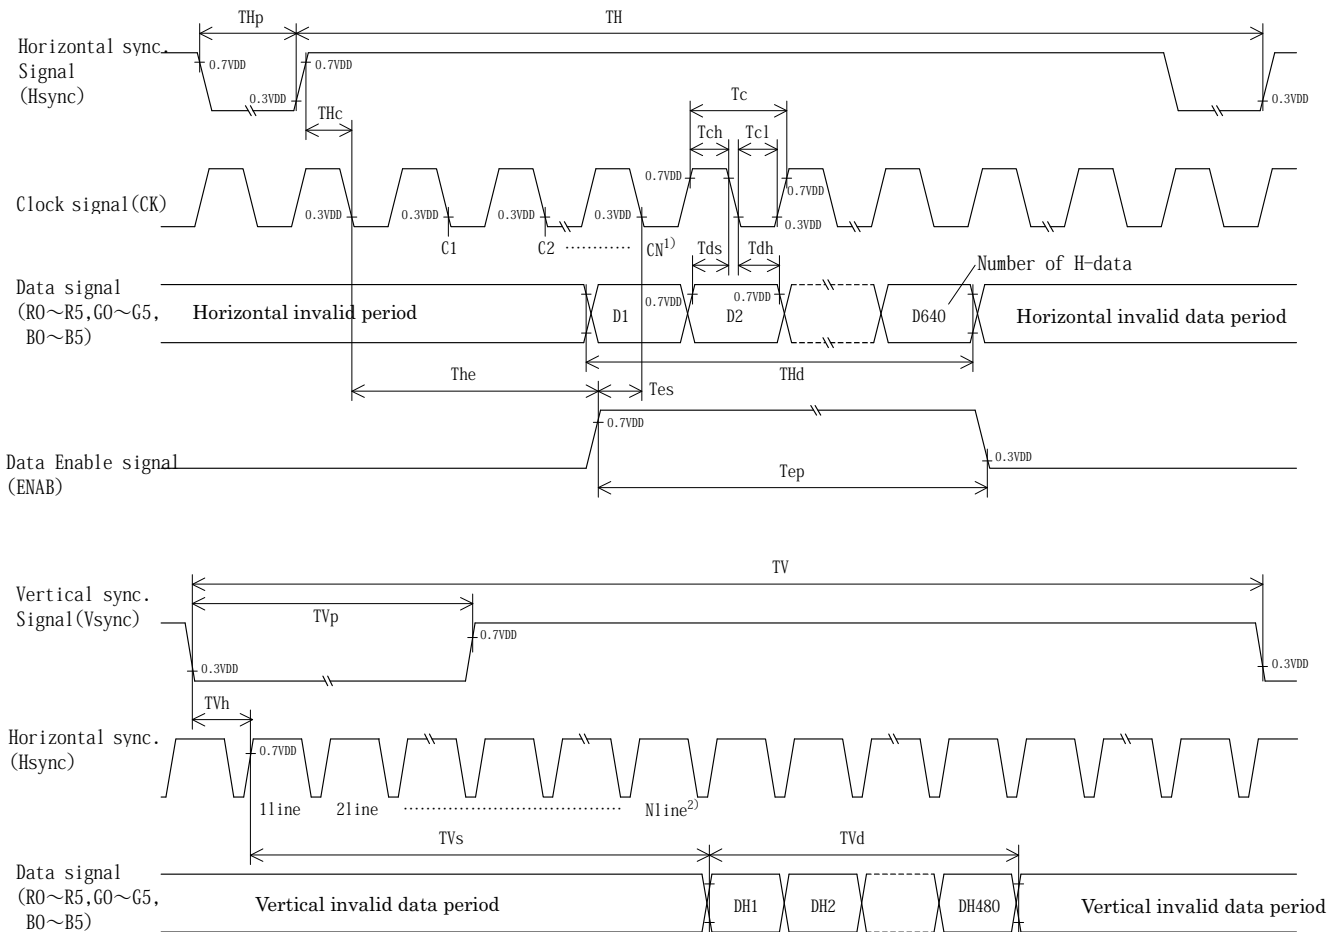 THp
TH
Horizontal sync.
Signal
(Hsync)
0.7VDD
0.7VDD
0.3VDD
0.3VDD
THc
Tc
Tch
Tcl
Clock signal(CK)
0.7VDD
0.7VDD
0.3VDD
0.3VDD
0.3VDD
0.3VDD
0.3VDD
C1
C2
CN1)
Tds
Tdh
Number of H-data
Data signal
(R0～R5,G0～G5,
B0～B5)
Horizontal invalid period
D1
0.7VDD
0.7VDD
D2
D640
Horizontal invalid data period
THd
The
Tes
0.7VDD
Data Enable signal
(ENAB)
0.3VDD
Tep
TV
Vertical sync.
Signal(Vsync)
TVp
0.7VDD
0.3VDD
0.3VDD
TVh
Horizontal sync.
(Hsync)
0.7VDD
1line
2line
Nline2)
TVs
TVd
Data signal
(R0～R5,G0～G5,
B0～B5)
Vertical invalid data period
DH1
DH2
DH480
Vertical invalid data period